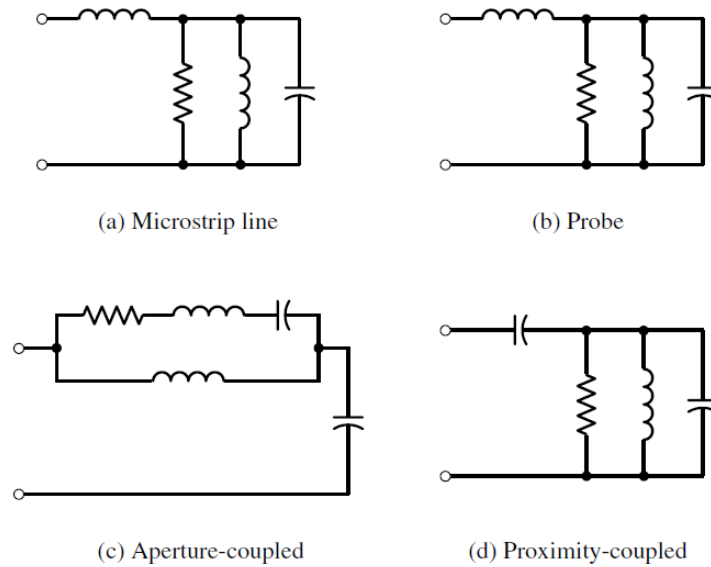 (a) Microstrip line
(b) Probe
(c) Aperture-coupled
(d) Proximity-coupled